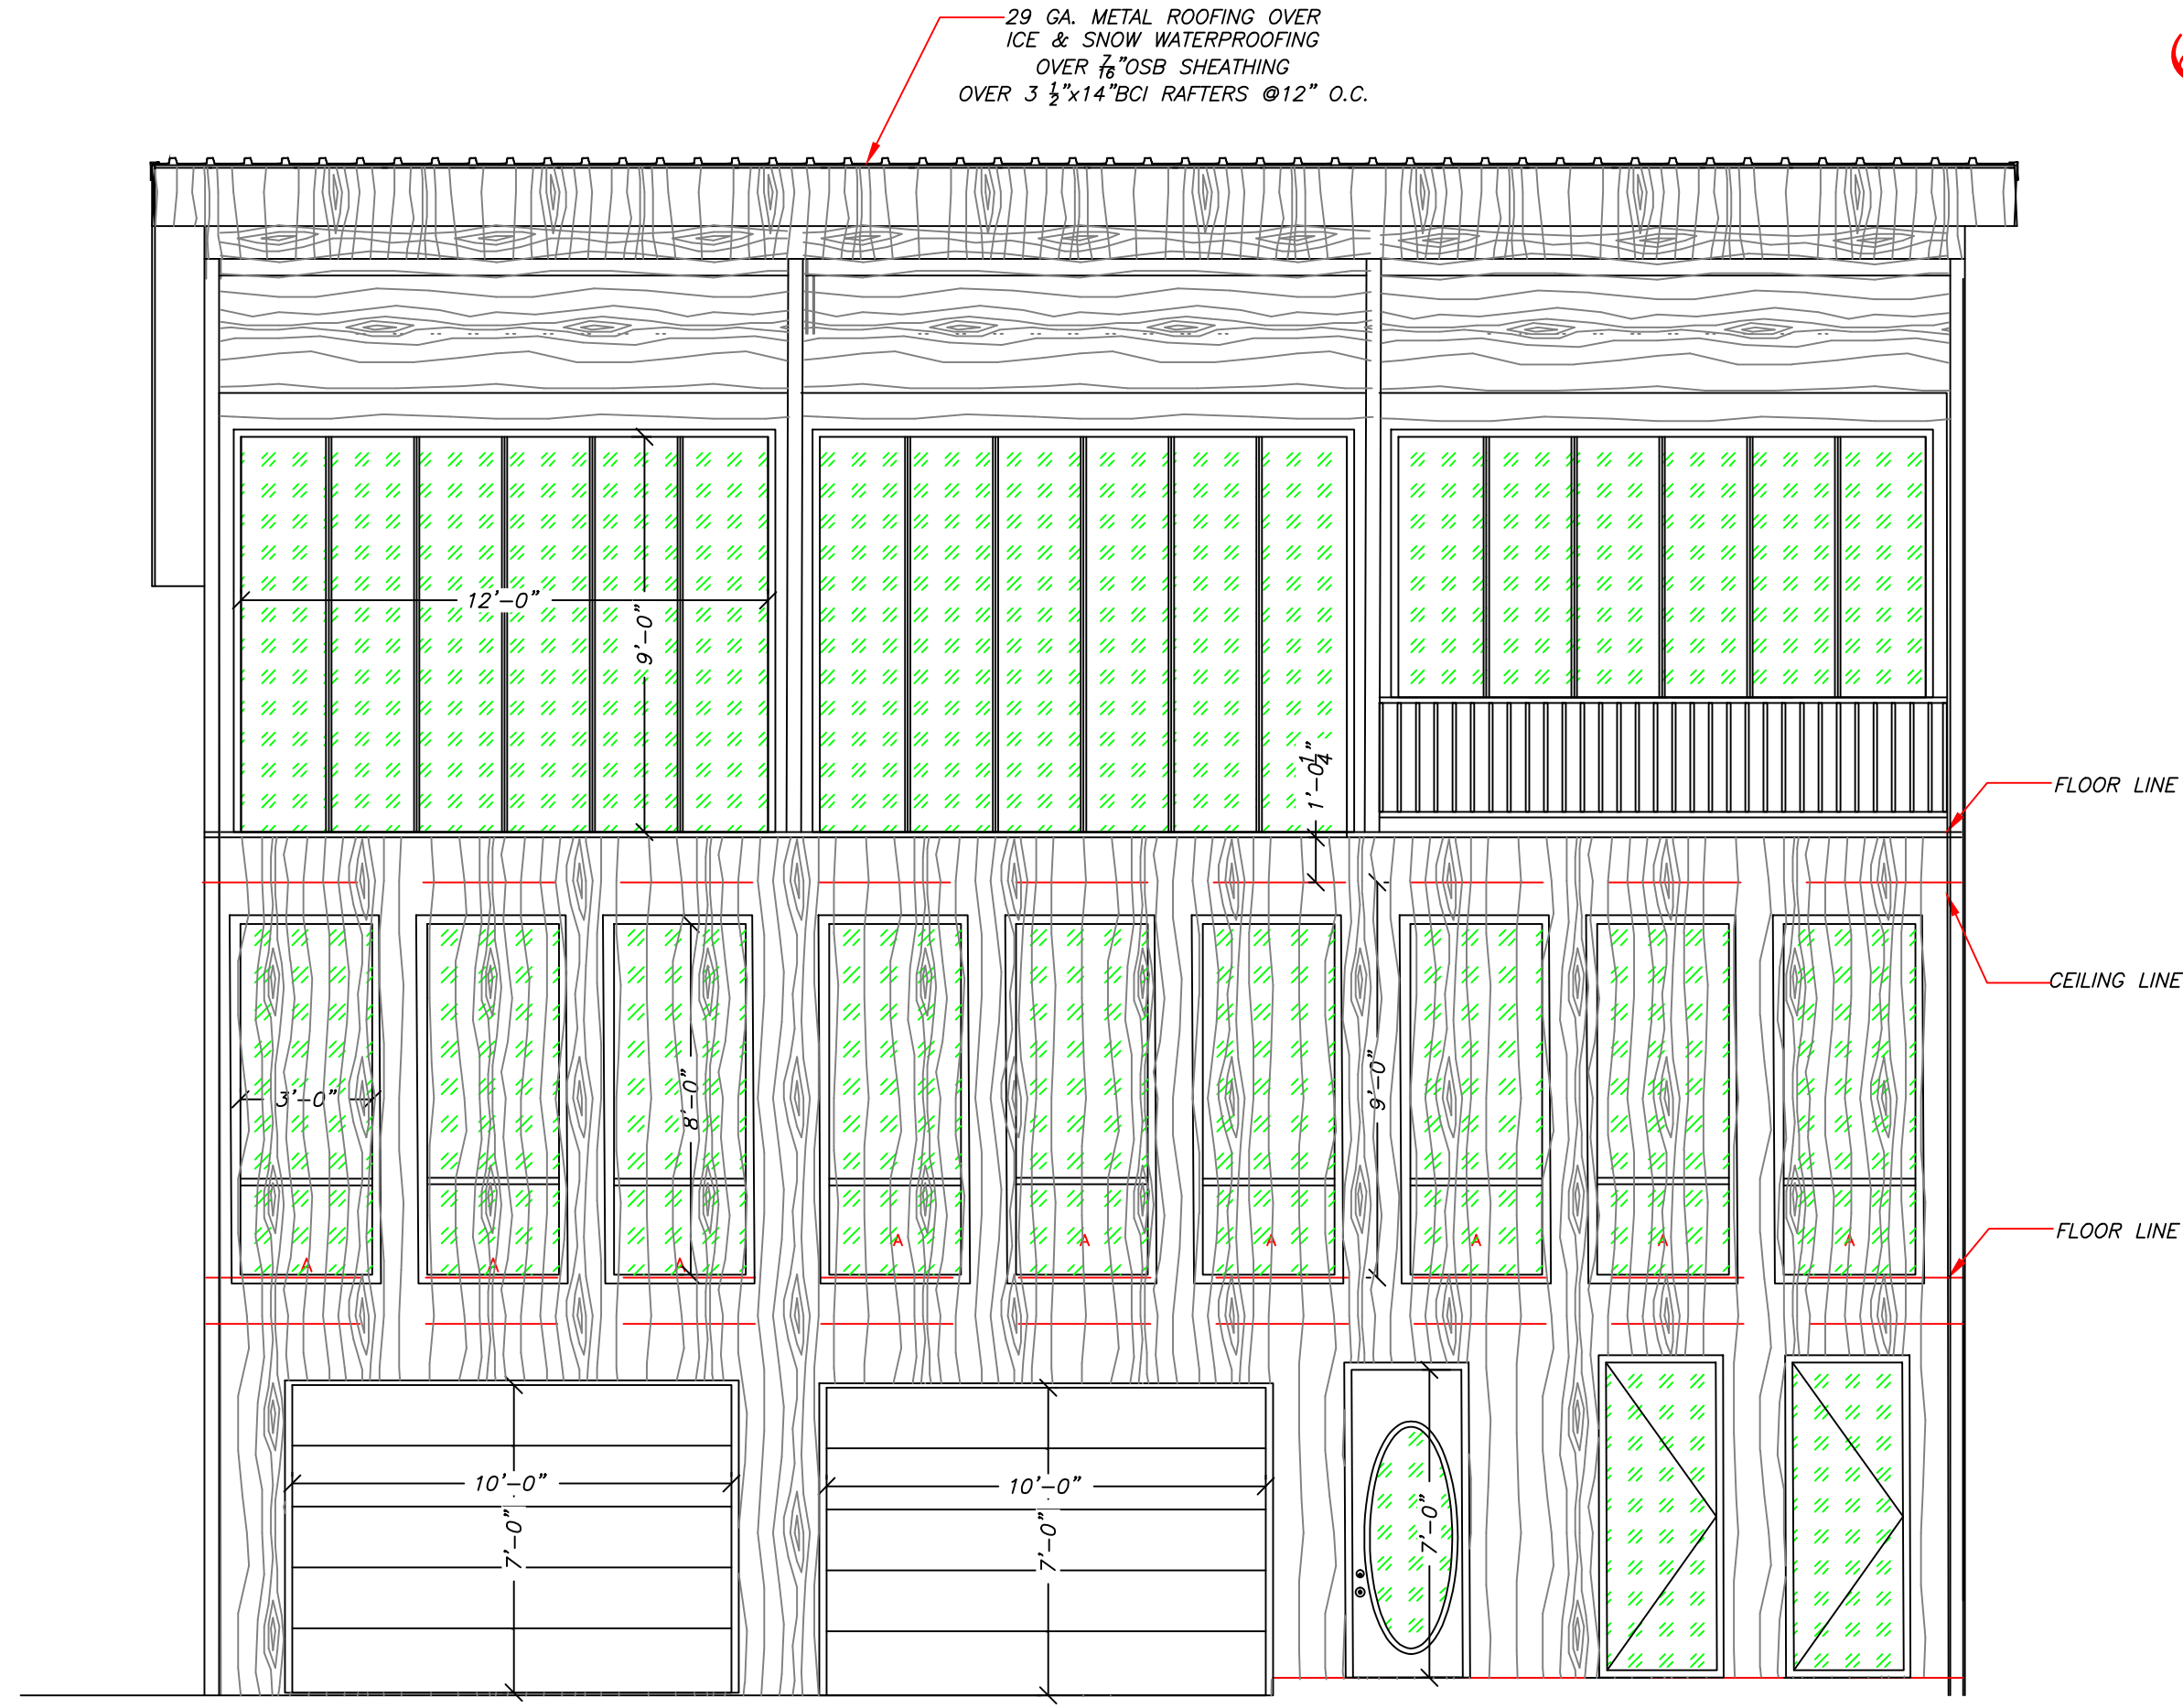 29 GA. METAL ROOFING OVER
ICE & SNOW WATERPROOFING
OVER 7/16"OSB SHEATHING
OVER 3 1/2"x14"BCI RAFTERS @12" O.C.
12'-0"
9'-0"
1'-0 1/4"
FLOOR LINE
CEILING LINE
3'-0"
8'-0"
9'-0"
FLOOR LINE
A
A
A
A
A
A
A
A
A
10'-0"
7'-0"
10'-0"
7'-0"
7'-0"